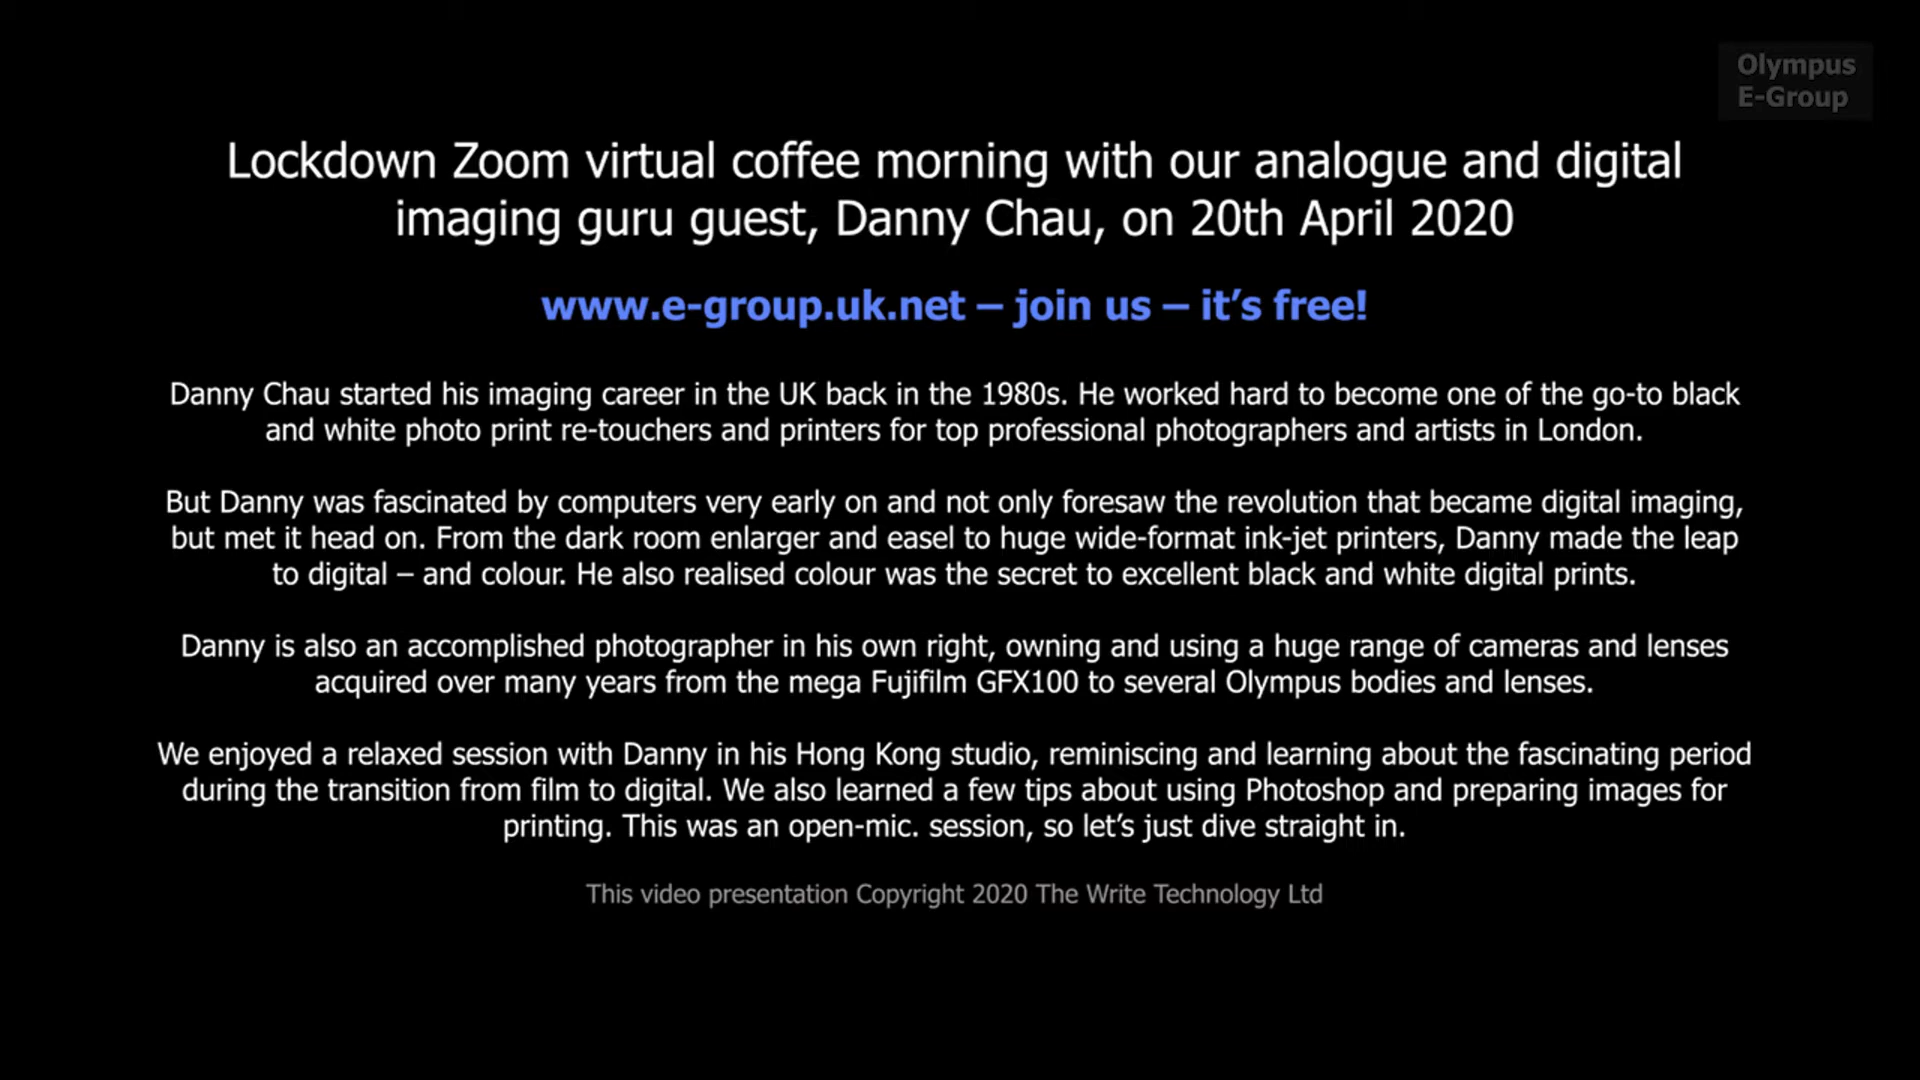 Olympus
E-Group
Lockdown Zoom virtual coffee morning with our analogue and digital
imaging guru guest, Danny Chau, on 20th April 2020
www.e-group.uk.net – join us – it’s free!
Danny Chau started his imaging career in the UK back in the 1980s. He worked hard to become one of the go-to black
and white photo print re-touchers and printers for top professional photographers and artists in London.
But Danny was fascinated by computers very early on and not only foresaw the revolution that became digital imaging,
but met it head on. From the dark room enlarger and easel to huge wide-format ink-jet printers, Danny made the leap
to digital – and colour. He also realised colour was the secret to excellent black and white digital prints.
Danny is also an accomplished photographer in his own right, owning and using a huge range of cameras and lenses
acquired over many years from the mega Fujifilm GFX100 to several Olympus bodies and lenses.
We enjoyed a relaxed session with Danny in his Hong Kong studio, reminiscing and learning about the fascinating period
during the transition from film to digital. We also learned a few tips about using Photoshop and preparing images for
printing. This was an open-mic. session, so let’s just dive straight in.
This video presentation Copyright 2020 The Write Technology Ltd